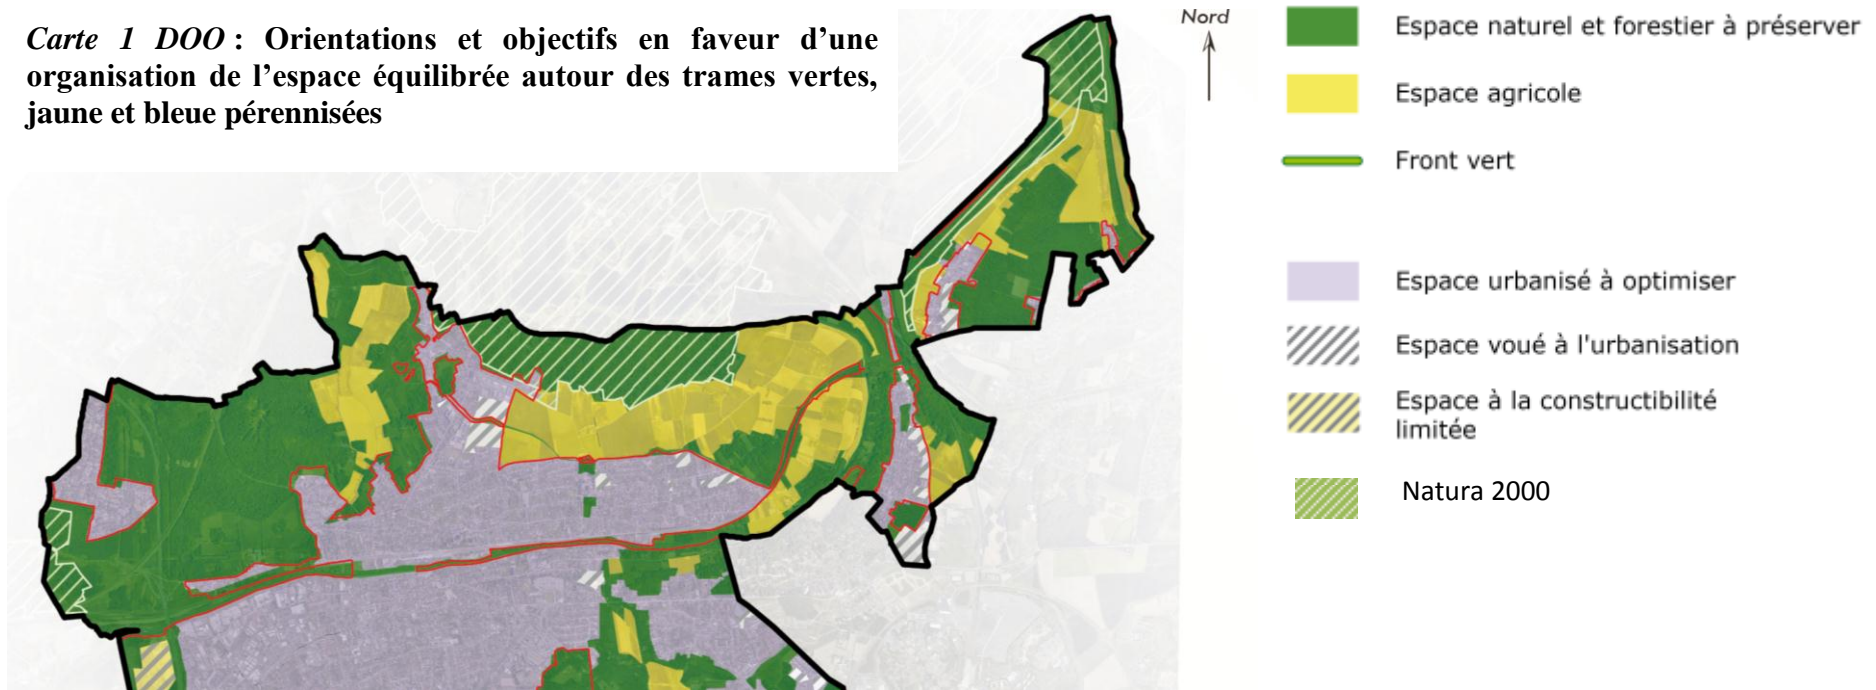 Carte 1 DOO : Orientations et objectifs en faveur d’une
organisation de l’espace équilibrée autour des trames vertes,
jaune et bleue pérennisées
Nord
Espace naturel et forestier à préserver
Espace agricole
Front vert
Espace urbanisé à optimiser
Espace voué à l'urbanisation
Espace à la constructibilité
limitée
Natura 2000